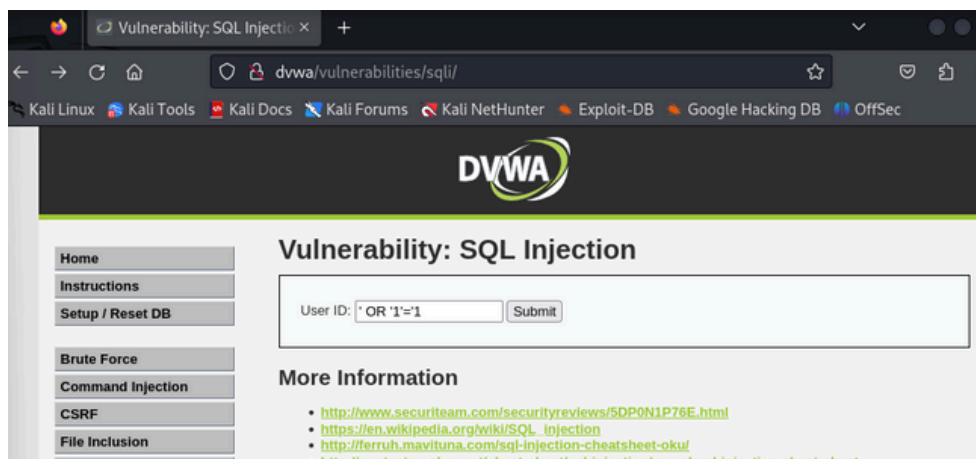 Vulnerability: SQL Injectio
dvwa/vulnerabilities/sqli/
Kali Linux Kali Tools Kali Docs Kali Forums Kali NetHunter Exploit-DB Google Hacking DB OffSec
DVWA
Home
Instructions
Setup / Reset DB
Brute Force
Command Injection
CSRF
File Inclusion
Vulnerability: SQL Injection
User ID: ' OR '1'='1 Submit
More Information
http://www.securiteam.com/securityreviews/5DP0N1P76E.html
https://en.wikipedia.org/wiki/SQL_injection
http://ferruh.mavituna.com/sql-injection-cheatsheet-oku/